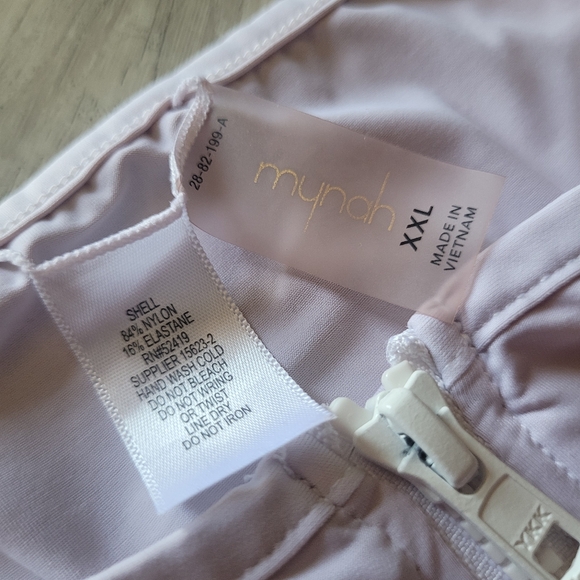 28-82-199-A
mynah
XXL
MADE IN
VIETNAM
SHELL
84% NYLON
16% ELASTANE
RN#52419
SUPPLIER 15623-2
HAND WASH COLD
DO NOT BLEACH
DO NOT WRING
OR TWIST
LINE DRY
DO NOT IRON
YKK